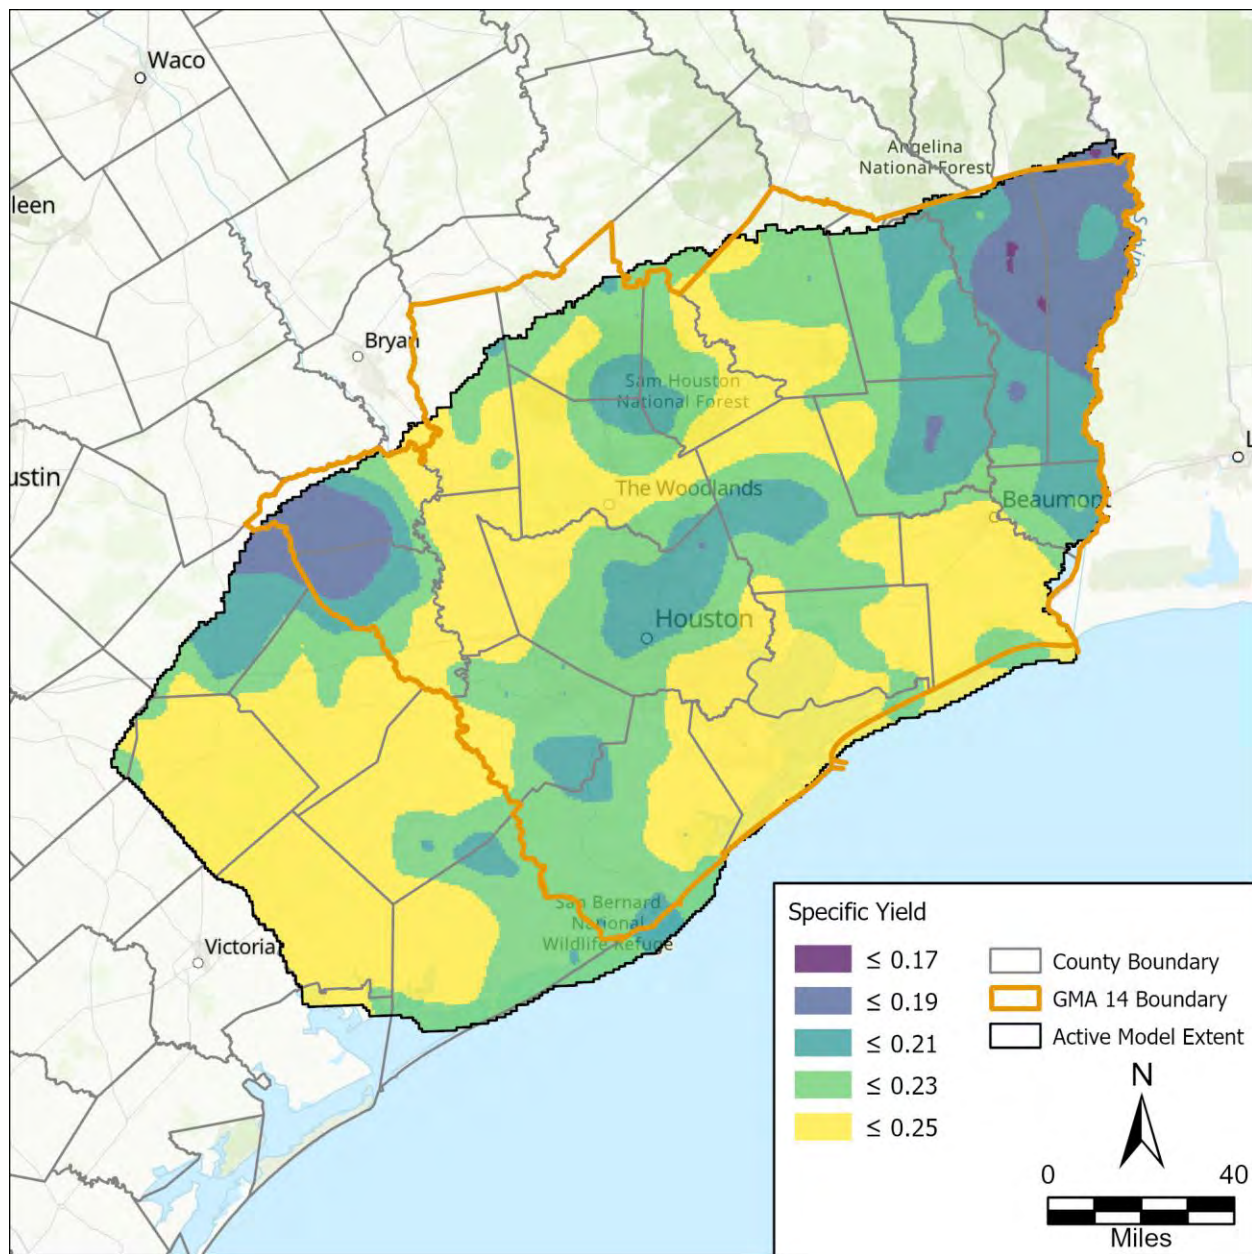 Waco
Angelina
National Forest
leen
Sabine
Bryan
Sam Houston
National Forest
ustin
L
The Woodlands
Beaumon
Houston
San Bernard
National
Wildlife Refuge
Victoria
Specific Yield
≤ 0.17
≤ 0.19
≤ 0.21
≤ 0.23
≤ 0.25
County Boundary
GMA 14 Boundary
Active Model Extent
N
0 40
Miles